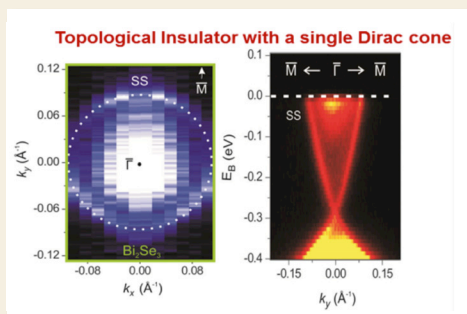 Topological Insulator with a single Dirac cone
0.12
0.06
0.00
-0.06
-0.12
k_y (Å⁻¹)
SS
M̅
Γ̅
Bi₂Se₃
-0.08
0.00
0.08
k_x (Å⁻¹)
0.1
0.0
-0.1
-0.2
-0.3
-0.4
E_B (eV)
M̅ ← Γ̅ → M̅
SS
-0.15
0.00
0.15
k_y (Å⁻¹)